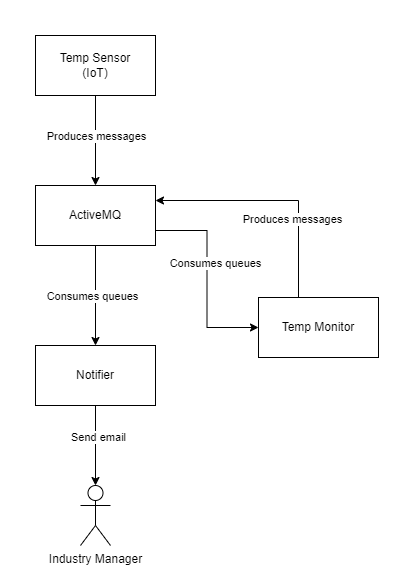 Temp Sensor
(IoT)
Produces messages
ActiveMQ
Produces messages
Consumes queues
Consumes queues
Temp Monitor
Notifier
Send email
Industry Manager